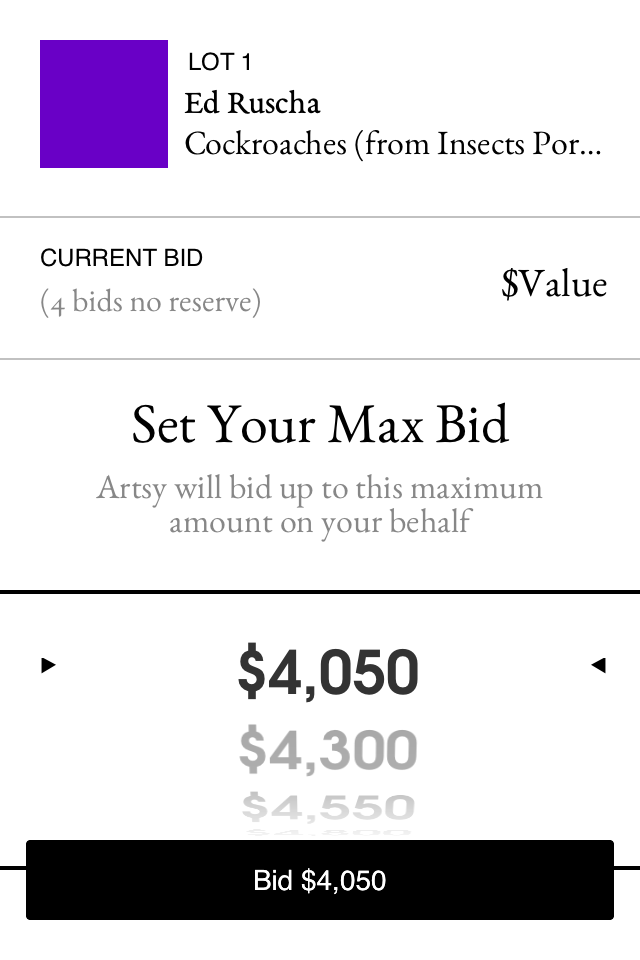 LOT 1
Ed Ruscha
Cockroaches (from Insects Por...
CURRENT BID
(4 bids no reserve)
$Value
Set Your Max Bid
Artsy will bid up to this maximum
amount on your behalf
$4,050
$4,300
$4,550
$4,800
Bid $4,050